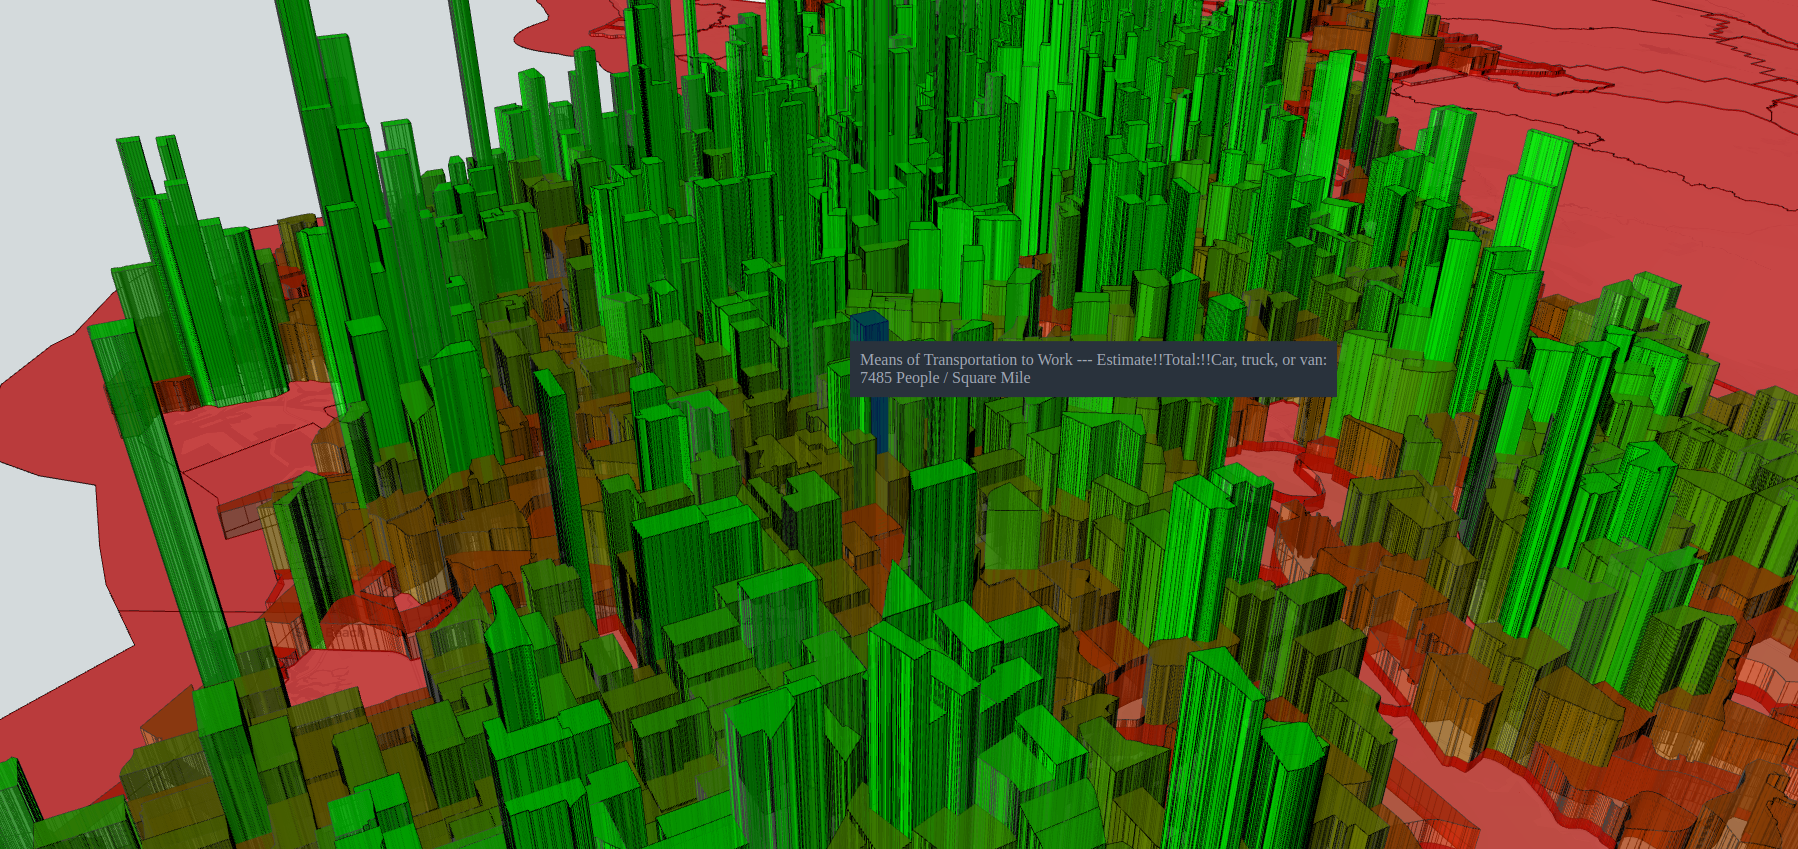 Means of Transportation to Work --- Estimate!!Total:!!Car, truck, or van:
7485 People / Square Mile